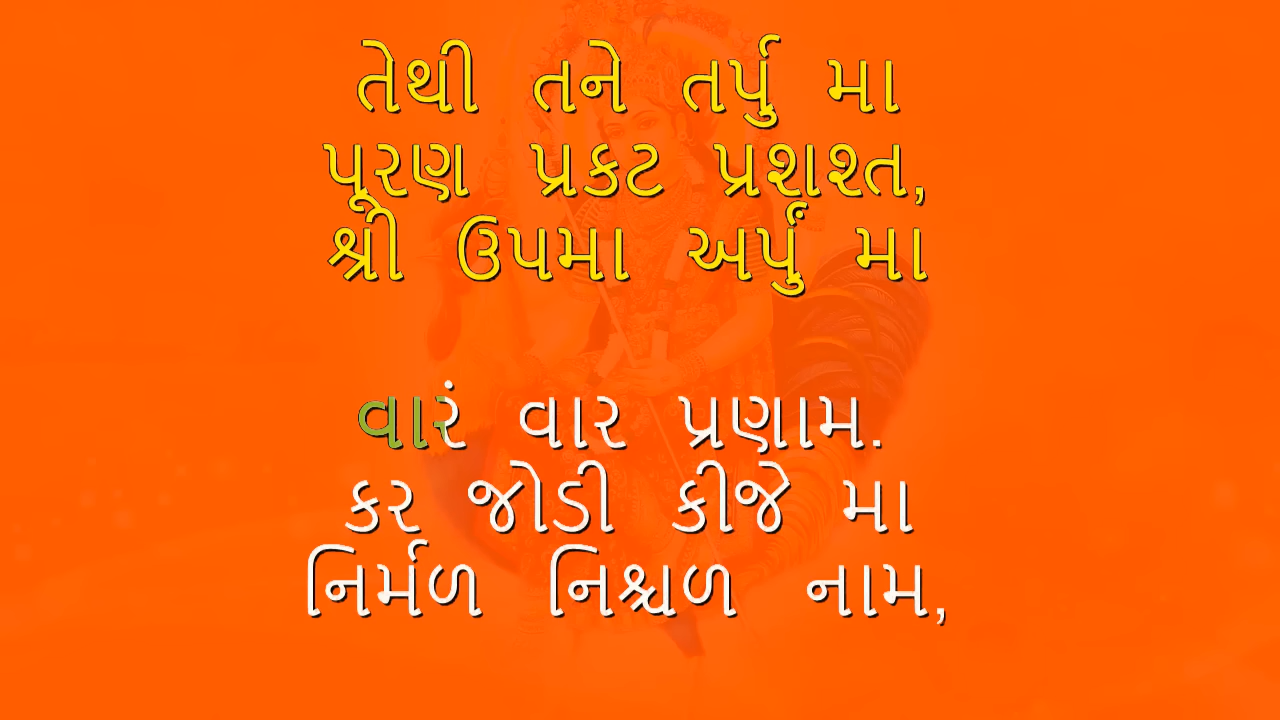 તેથી તને તર્પુ મા
પૂરણ પ્રકટ પ્રશશ્ત,
શ્રી ઉપમા અર્પું મા
વારં વાર પ્રણામ.
કર જોડી કીજે મા
નિર્મળ નિશ્ચળ નામ,